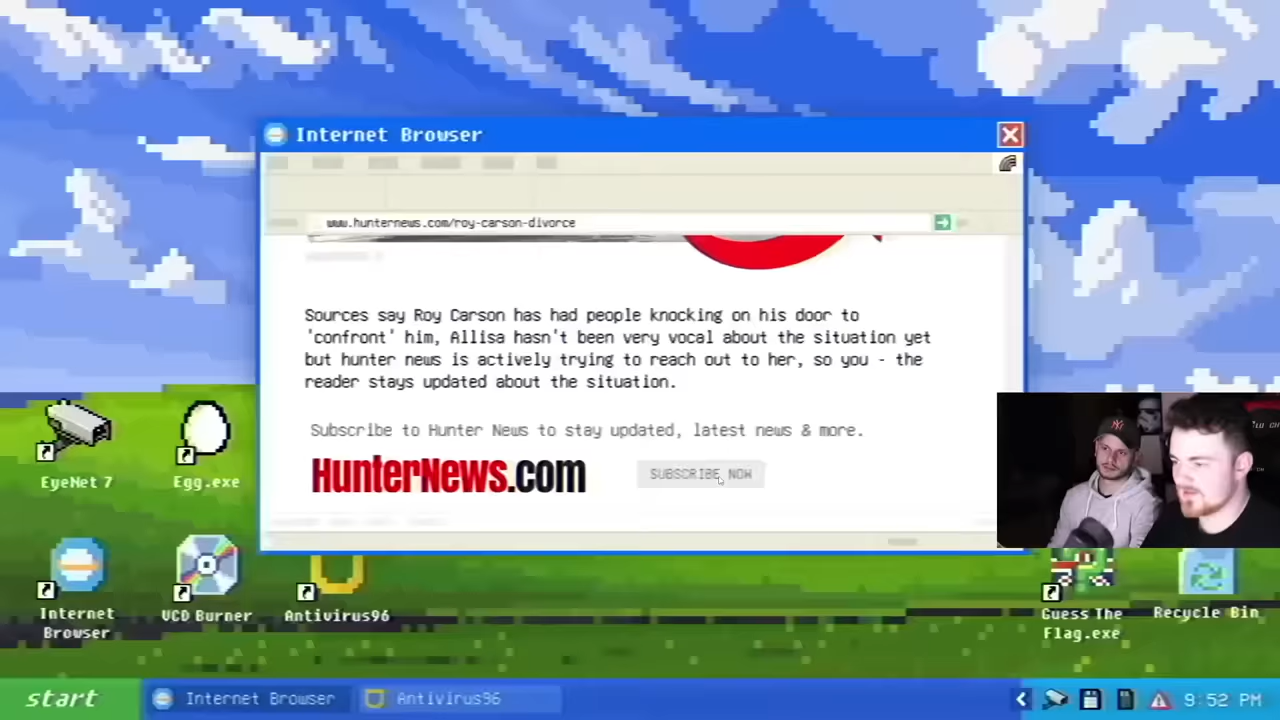 Internet Browser
www.hunternews.com/roy-carson-divorce
Sources say Roy Carson has had people knocking on his door to
'confront' him, Allisa hasn't been very vocal about the situation yet
but hunter news is actively trying to reach out to her, so you - the
reader stays updated about the situation.
Subscribe to Hunter News to stay updated, latest news & more.
HunterNews.com
SUBSCRIBE NOW
EyeNet 7
Egg.exe
Internet
Browser
VCD Burner
Antivirus96
Guess The
Flag.exe
Recycle Bin
start
Internet Browser
Antivirus96
9:52 PM